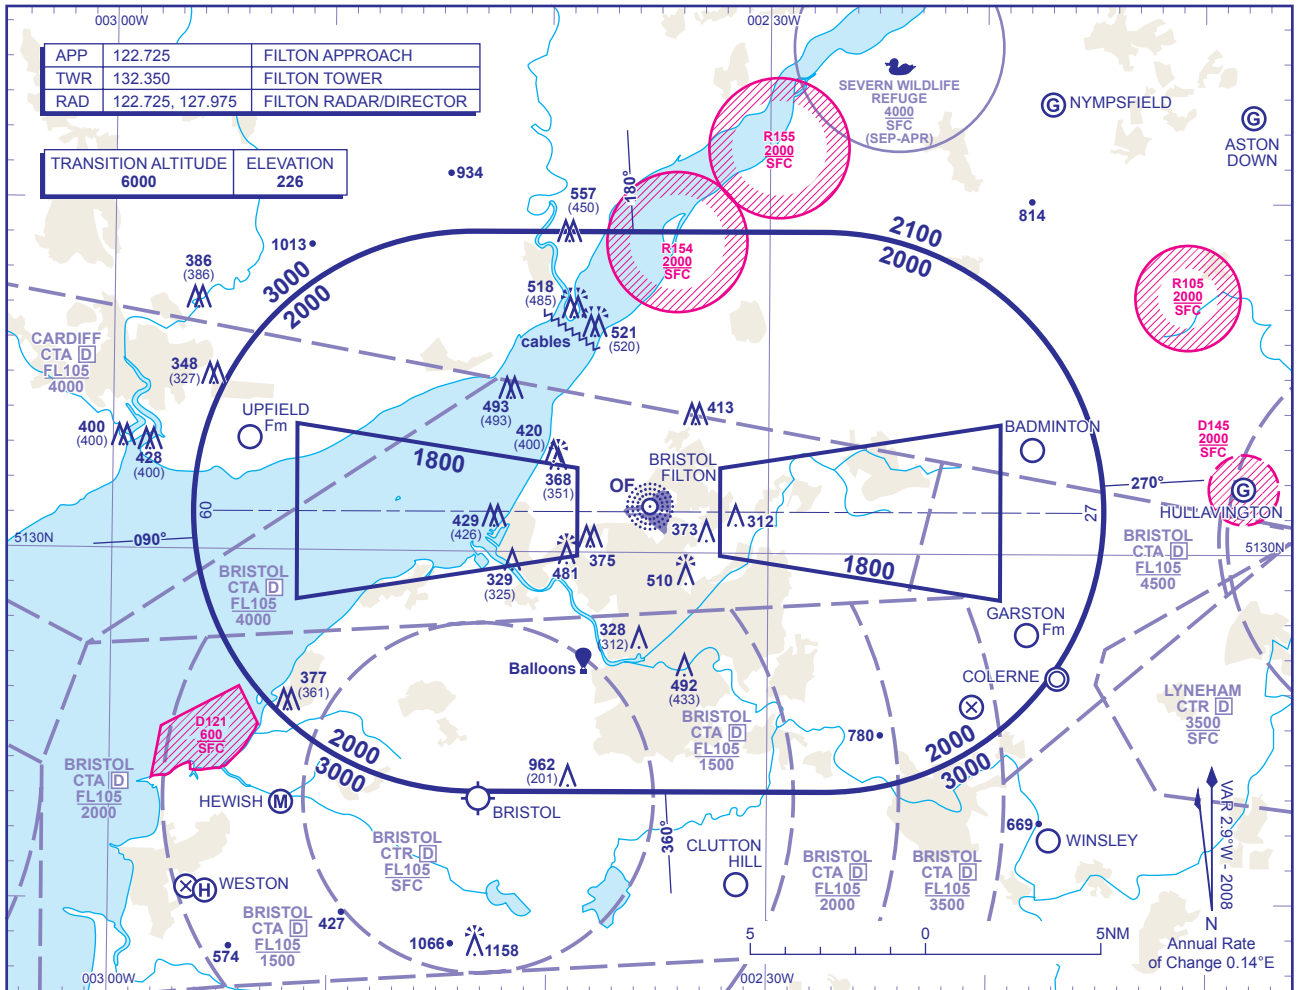 003 00W
002 30W
APP 122.725 FILTON APPROACH
TWR 132.350 FILTON TOWER
RAD 122.725, 127.975 FILTON RADAR/DIRECTOR
TRANSITION ALTITUDE
6000
ELEVATION
226
SEVERN WILDLIFE
REFUGE
4000
SFC
(SEP-APR)
G NYMPSFIELD
G
ASTON
DOWN
R155
2000
SFC
934
180°
557
(450)
814
1013
R154
2000
SFC
2100
2000
386
(386)
3000
2000
518
(485)
521
(520)
cables
R105
2000
SFC
CARDIFF
CTA D
FL105
4000
348
(327)
493
(493)
413
UPFIELD
Fm
400
(400)
428
(400)
420
(400)
368
(351)
1800
BRISTOL
FILTON
BADMINTON
D145
2000
SFC
OF
270°
G
HULLAVINGTON
60
429
(426)
373
312
27
5130N
090°
375
481
329
(325)
510
1800
BRISTOL
CTA D
FL105
4500
5130N
BRISTOL
CTA D
FL105
4000
GARSTON
Fm
328
(312)
Balloons
492
(433)
COLERNE
377
(361)
LYNEHAM
CTR D
3500
SFC
D121
600
SFC
BRISTOL
CTA D
FL105
1500
780
2000
3000
2000
3000
BRISTOL
CTA D
FL105
2000
962
(201)
HEWISH M
BRISTOL
360°
VAR 2.9°W - 2008
669
WINSLEY
BRISTOL
CTR D
FL105
SFC
CLUTTON
HILL
BRISTOL
CTA D
FL105
2000
BRISTOL
CTA D
FL105
3500
H WESTON
BRISTOL
CTA D
FL105
1500
427
574
1066
1158
5 0 5NM
N
Annual Rate
of Change 0.14°E
003 00W
002 30W